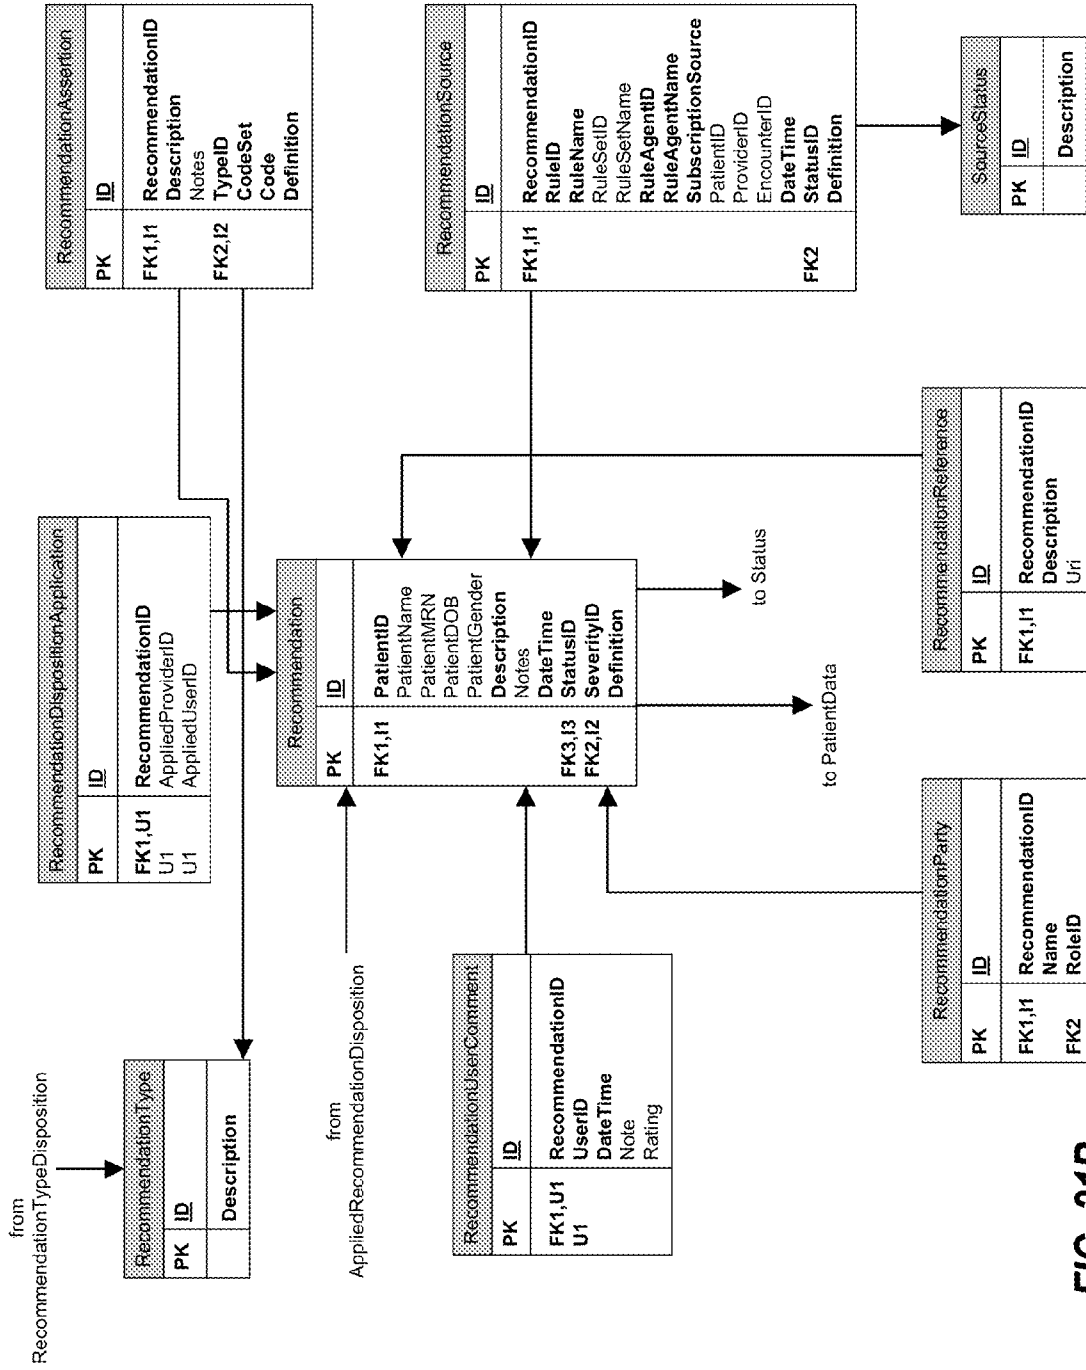 from
RecommendationTypeDisposition
RecommendationType
PK ID
Description
from
AppliedRecommendationDisposition
RecommendationUserComment
PK ID
FK1,U1 RecommendationID
U1 UserID
DateTime
Note
Rating
RecommendationDispositionApplication
PK ID
FK1,U1 RecommendationID
U1 AppliedProviderID
U1 AppliedUserID
Recommendation
PK ID
FK1,I1 PatientID
PatientName
PatientMRN
PatientDOB
PatientGender
Description
Notes
DateTime
FK3,I3 StatusID
FK2,I2 SeverityID
Definition
to PatientData
to Status
RecommendationParty
PK ID
FK1,I1 RecommendationID
Name
FK2 RoleID
RecommendationReference
PK ID
FK1,I1 RecommendationID
Description
Uri
RecommendationAssertion
PK ID
FK1,I1 RecommendationID
Description
Notes
FK2,I2 TypeID
CodeSet
Code
Definition
RecommendationSource
PK ID
FK1,I1 RecommendationID
RuleID
RuleName
RuleSetID
RuleSetName
RuleAgentID
RuleAgentName
SubscriptionSource
PatientID
ProviderID
EncounterID
DateTime
FK2 StatusID
Definition
SourceStatus
PK ID
Description